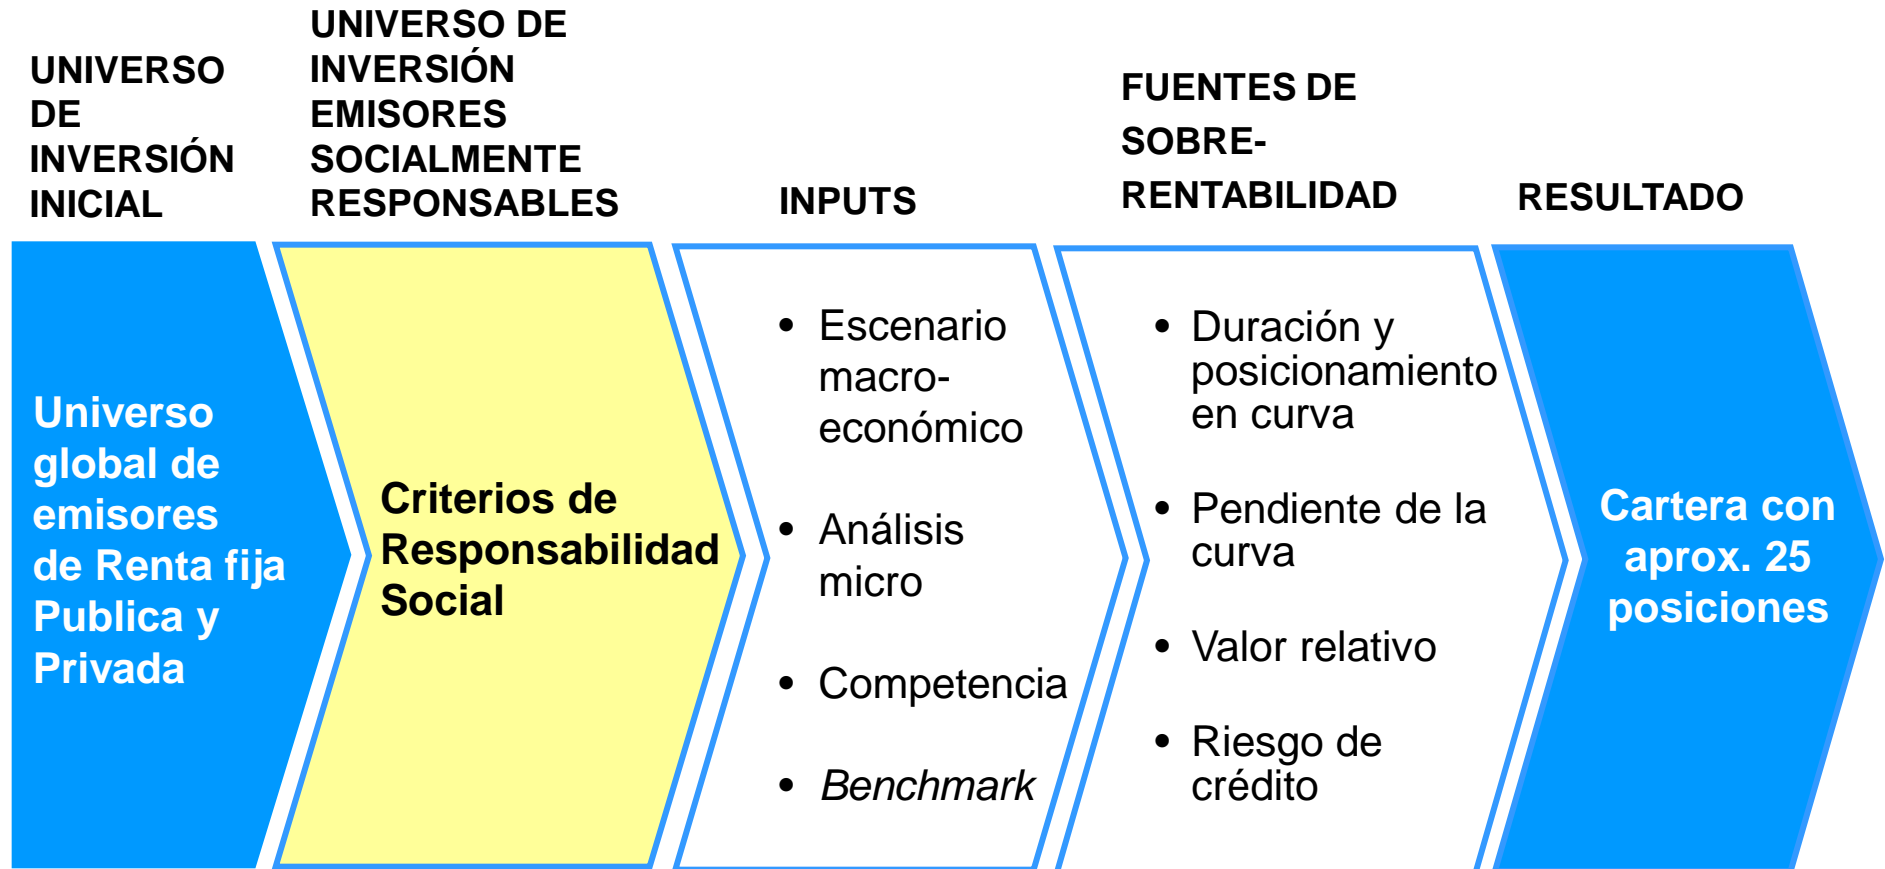 UNIVERSO
DE
INVERSIÓN
INICIAL
UNIVERSO DE
INVERSIÓN
EMISORES
SOCIALMENTE
RESPONSABLES
INPUTS
FUENTES DE
SOBRE-
RENTABILIDAD
RESULTADO
Universo
global de
emisores
de Renta fija
Publica y
Privada
Criterios de
Responsabilidad
Social
• Escenario
macro-
económico
• Análisis
micro
• Competencia
• Benchmark
• Duración y
posicionamiento
en curva
• Pendiente de la
curva
• Valor relativo
• Riesgo de
crédito
Cartera con
aprox. 25
posiciones